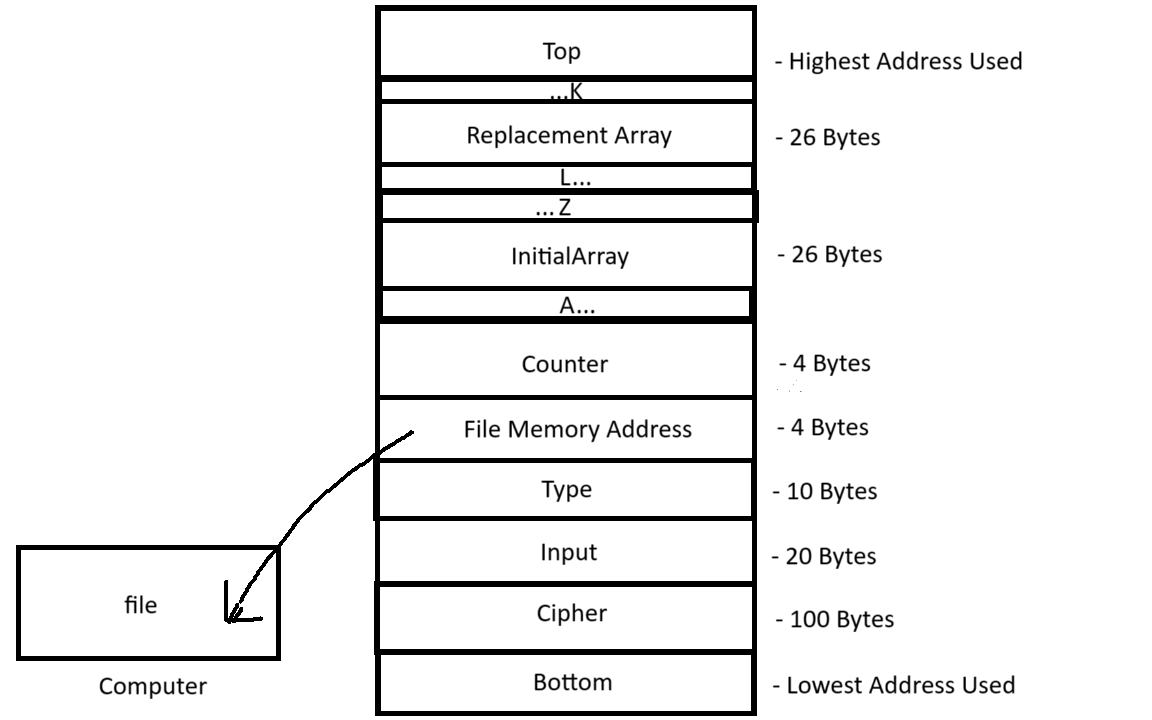 Top
- Highest Address Used
...K
Replacement Array
- 26 Bytes
L...
...Z
InitialArray
- 26 Bytes
A...
Counter
- 4 Bytes
File Memory Address
- 4 Bytes
Type
- 10 Bytes
Input
- 20 Bytes
Cipher
- 100 Bytes
file
Computer
Bottom
- Lowest Address Used